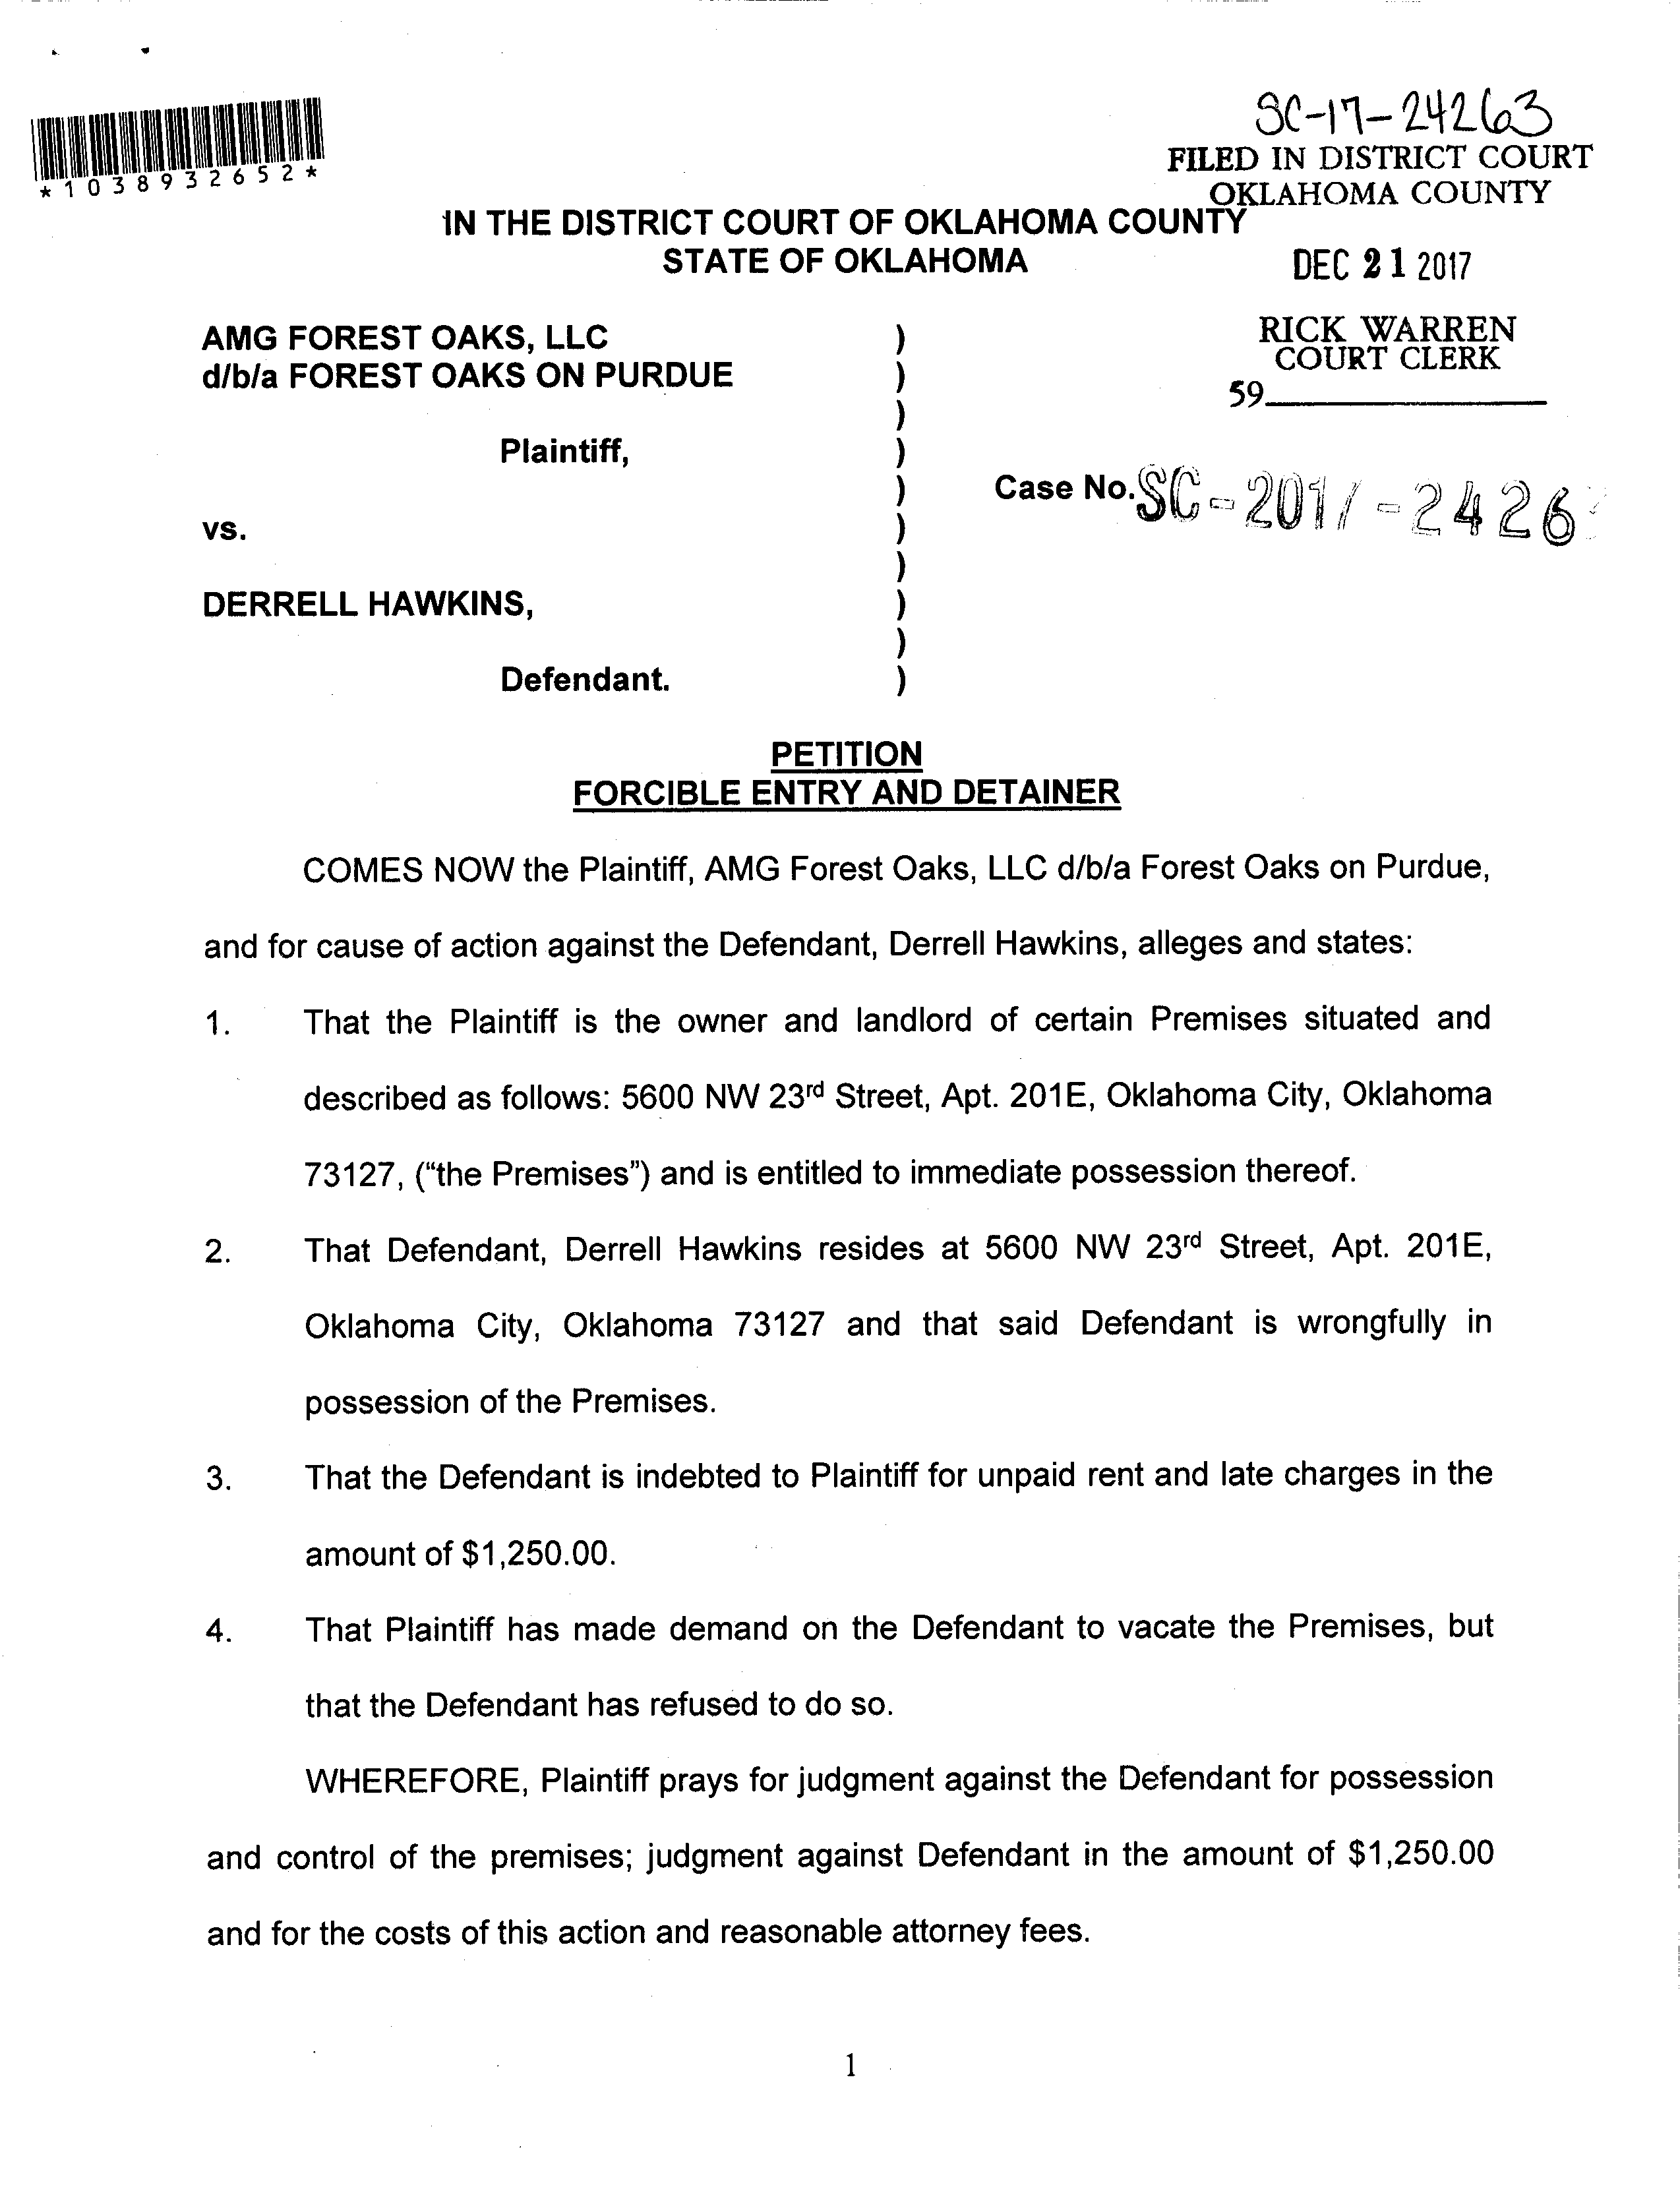 SC-17-24263
FILED IN DISTRICT COURT
OKLAHOMA COUNTY
*1038932652*
IN THE DISTRICT COURT OF OKLAHOMA COUNTY
STATE OF OKLAHOMA
DEC 21 2017
RICK WARREN
COURT CLERK
59
AMG FOREST OAKS, LLC )
d/b/a FOREST OAKS ON PURDUE )
)
Plaintiff, )
) Case No. SC-2017-2426
vs. )
)
DERRELL HAWKINS, )
)
Defendant. )
PETITION
FORCIBLE ENTRY AND DETAINER
COMES NOW the Plaintiff, AMG Forest Oaks, LLC d/b/a Forest Oaks on Purdue,
and for cause of action against the Defendant, Derrell Hawkins, alleges and states:
1. That the Plaintiff is the owner and landlord of certain Premises situated and
described as follows: 5600 NW 23rd Street, Apt. 201E, Oklahoma City, Oklahoma
73127, (“the Premises”) and is entitled to immediate possession thereof.
2. That Defendant, Derrell Hawkins resides at 5600 NW 23rd Street, Apt. 201E,
Oklahoma City, Oklahoma 73127 and that said Defendant is wrongfully in
possession of the Premises.
3. That the Defendant is indebted to Plaintiff for unpaid rent and late charges in the
amount of $1,250.00.
4. That Plaintiff has made demand on the Defendant to vacate the Premises, but
that the Defendant has refused to do so.
WHEREFORE, Plaintiff prays for judgment against the Defendant for possession
and control of the premises; judgment against Defendant in the amount of $1,250.00
and for the costs of this action and reasonable attorney fees.
1